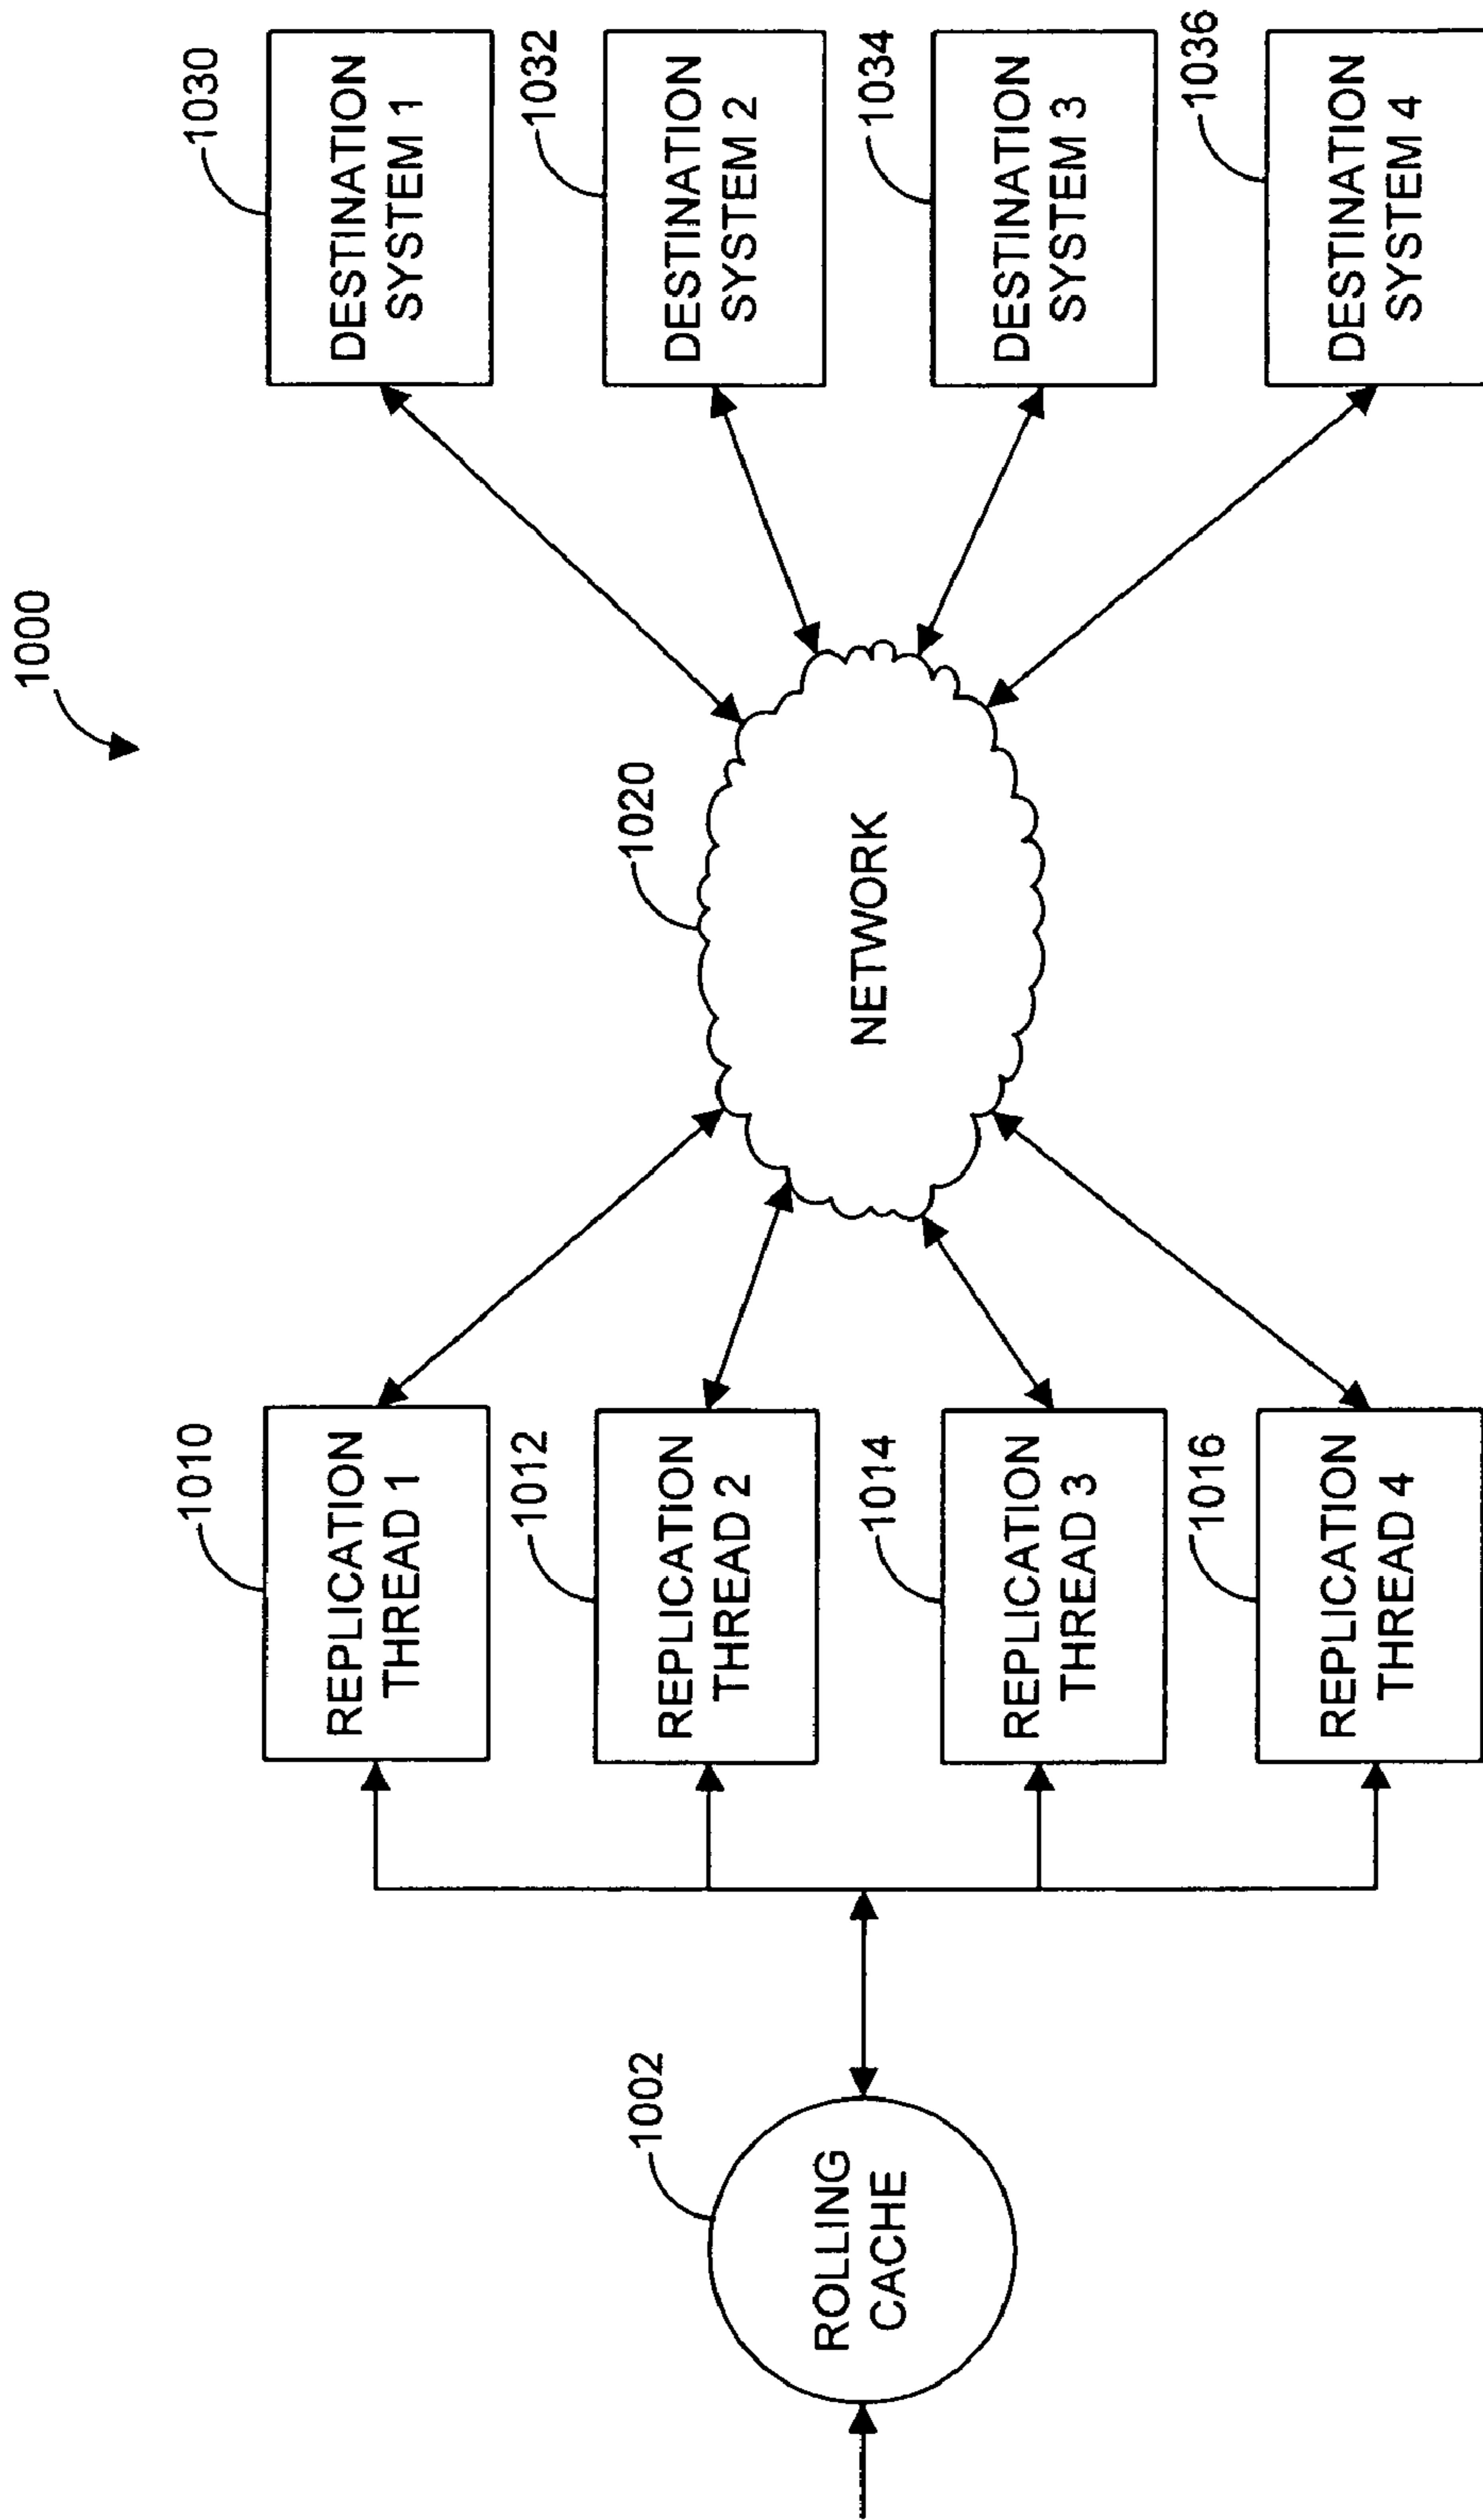 1000
1002
ROLLING
CACHE
1010
REPLICATION
THREAD 1
1012
REPLICATION
THREAD 2
1014
REPLICATION
THREAD 3
1016
REPLICATION
THREAD 4
1020
NETWORK
1030
DESTINATION
SYSTEM 1
1032
DESTINATION
SYSTEM 2
1034
DESTINATION
SYSTEM 3
1036
DESTINATION
SYSTEM 4